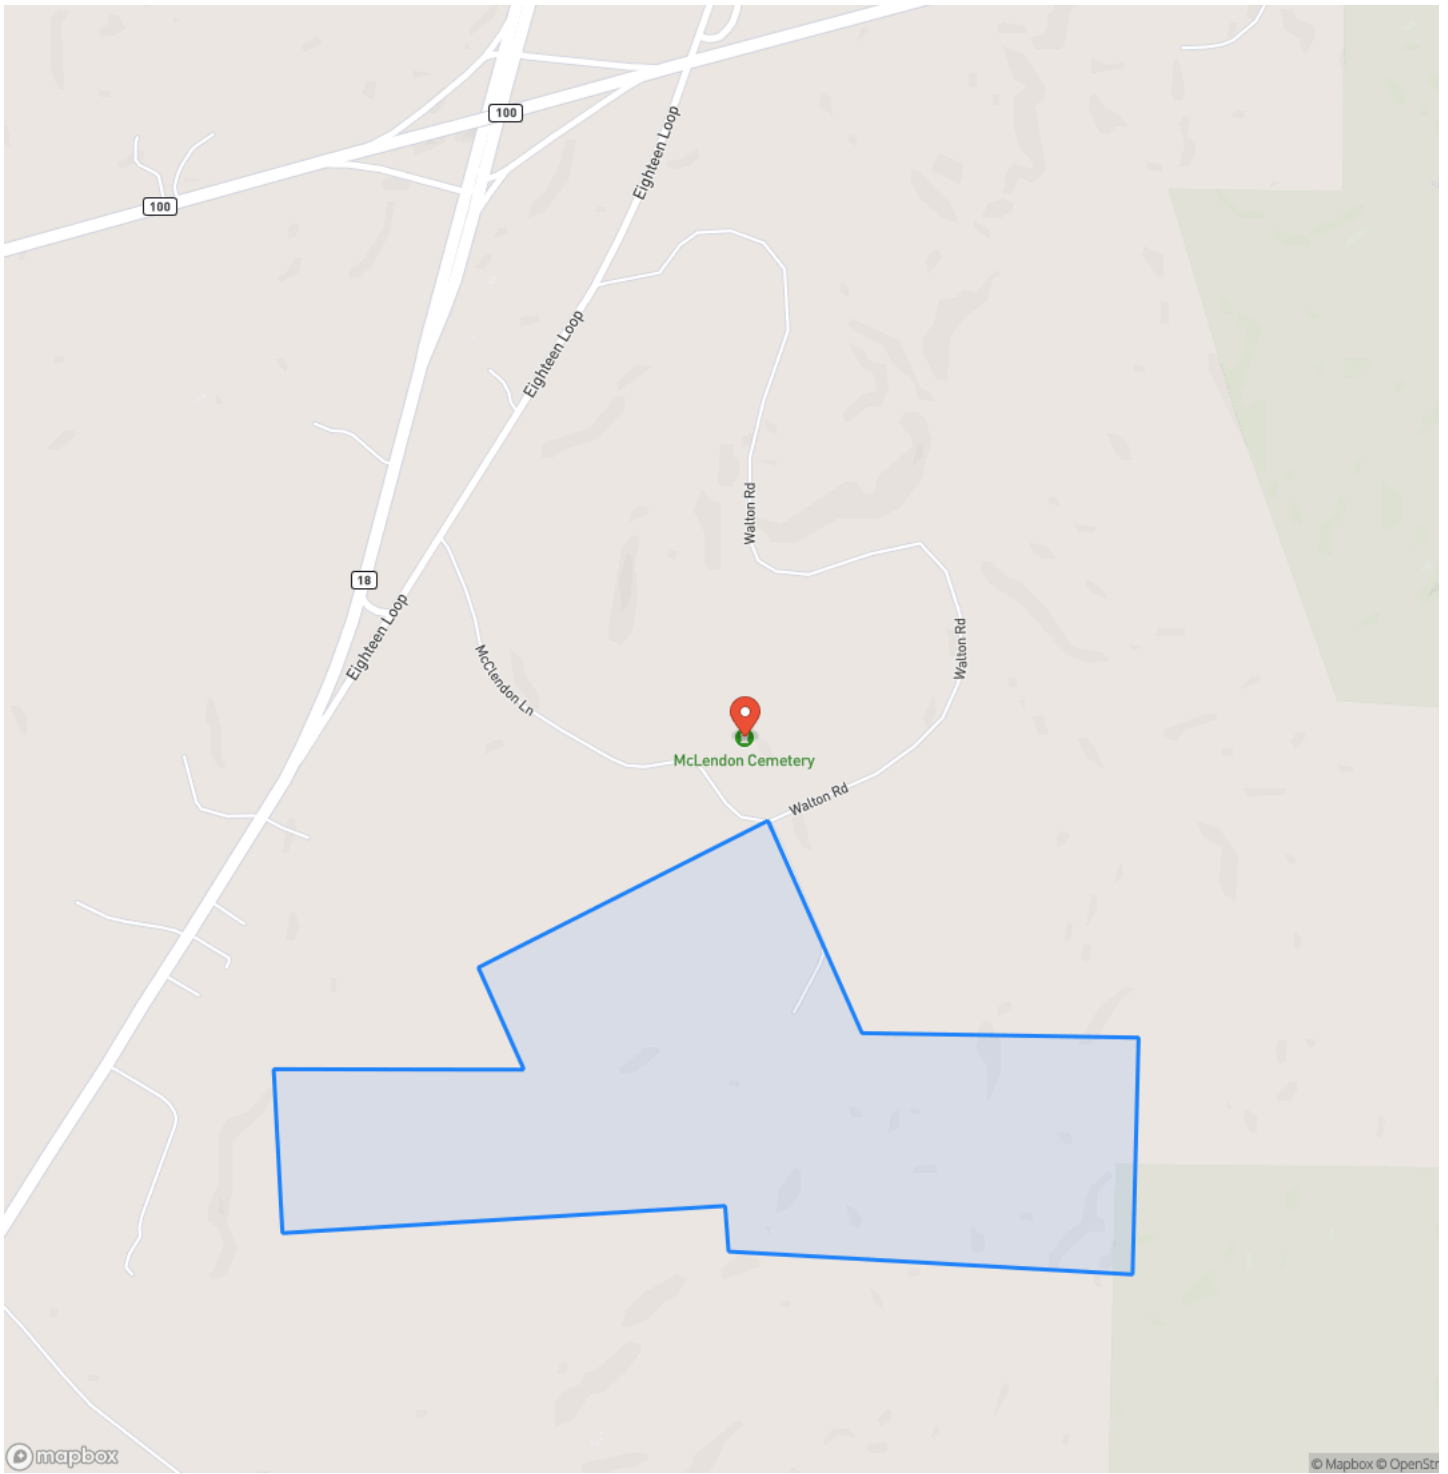 100
Eighteen Loop
100
Eighteen Loop
Walton Rd
18
Eighteen Loop
Walton Rd
McClendon Ln
McLendon Cemetery
Walton Rd
mapbox
© Mapbox © OpenStr